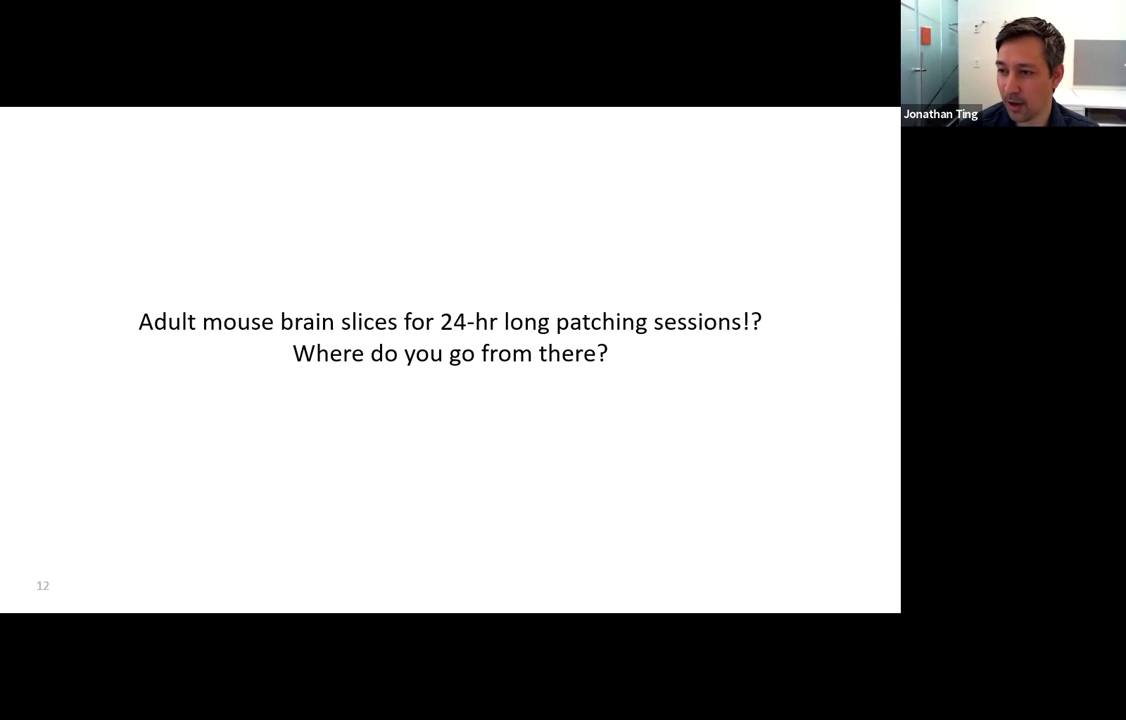 Jonathan Ting
Adult mouse brain slices for 24-hr long patching sessions!?
Where do you go from there?
12